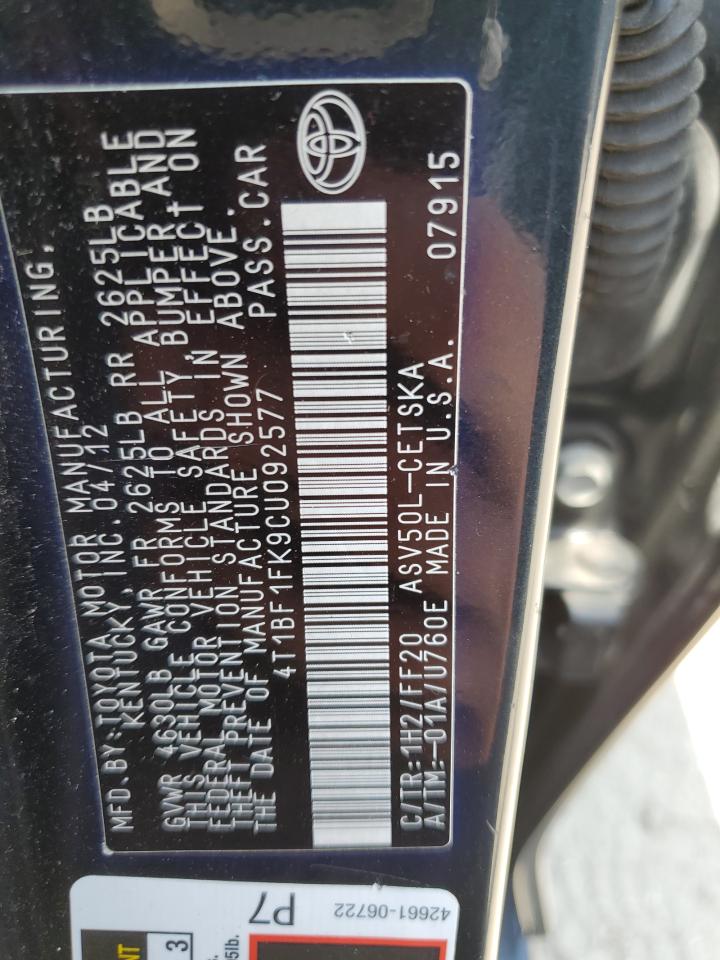 MFD. BY: TOYOTA MOTOR MANUFACTURING,
KENTUCKY, INC. 04/12
GVWR 4630LB GAWR FR 2625LB RR 2625LB
THIS VEHICLE CONFORMS TO ALL APPLICABLE
FEDERAL MOTOR VEHICLE SAFETY, BUMPER AND
THEFT PREVENTION STANDARDS IN EFFECT ON
THE DATE OF MANUFACTURE SHOWN ABOVE.
4T1BF1FK9CU092577 PASS. CAR
C/TR: 1H2/FF20 ASV50L-CETSKA
A/TM: -01A/U760E MADE IN U.S.A. 07915
P7
42661-06722
3